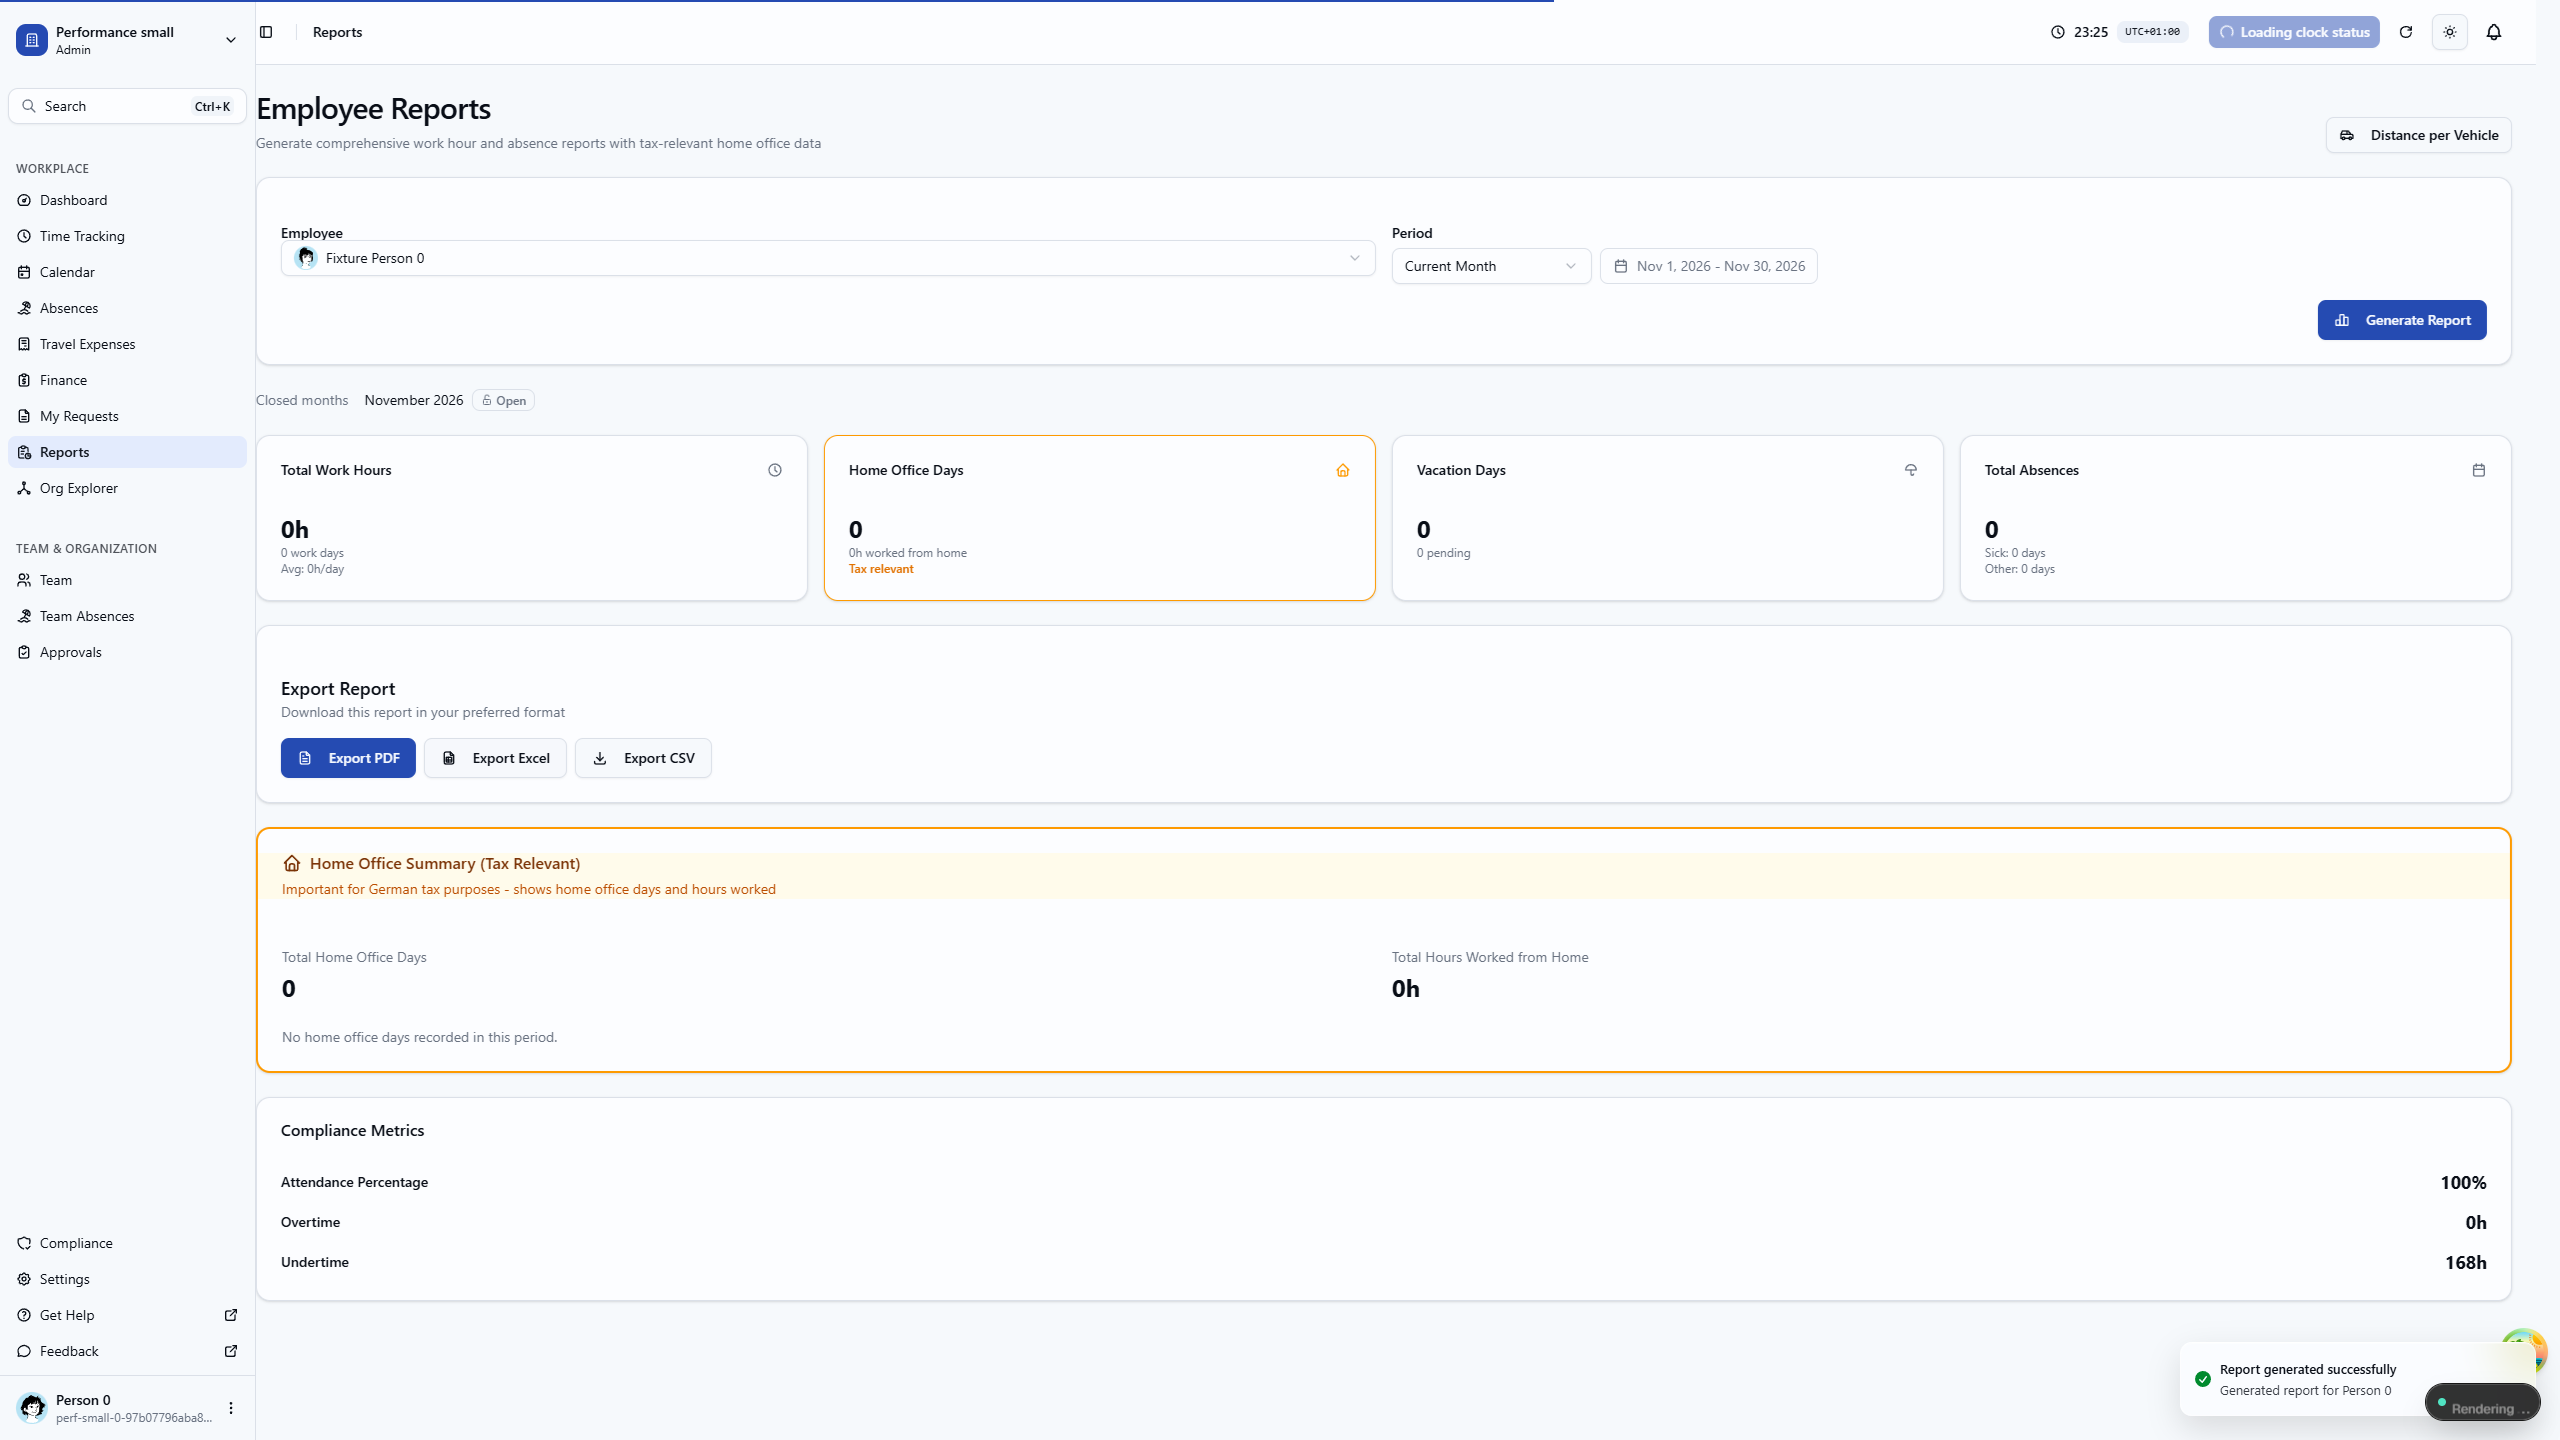 Performance small
Admin
Search Ctrl+K
WORKPLACE
Dashboard
Time Tracking
Calendar
Absences
Travel Expenses
Finance
My Requests
Reports
Org Explorer
TEAM & ORGANIZATION
Team
Team Absences
Approvals
Compliance
Settings
Get Help
Feedback
Person 0
perf-small-0-97b07796aba8...
Reports
23:25 UTC+01:00 Loading clock status
Employee Reports
Generate comprehensive work hour and absence reports with tax-relevant home office data
Distance per Vehicle
Employee
Fixture Person 0
Period
Current Month Nov 1, 2026 - Nov 30, 2026
Generate Report
Closed months November 2026 Open
Total Work Hours
0h
0 work days
Avg: 0h/day
Home Office Days
0
0h worked from home
Tax relevant
Vacation Days
0
0 pending
Total Absences
0
Sick: 0 days
Other: 0 days
Export Report
Download this report in your preferred format
Export PDF Export Excel Export CSV
Home Office Summary (Tax Relevant)
Important for German tax purposes - shows home office days and hours worked
Total Home Office Days
0
Total Hours Worked from Home
0h
No home office days recorded in this period.
Compliance Metrics
Attendance Percentage 100%
Overtime 0h
Undertime 168h
Report generated successfully
Generated report for Person 0
Rendering ...